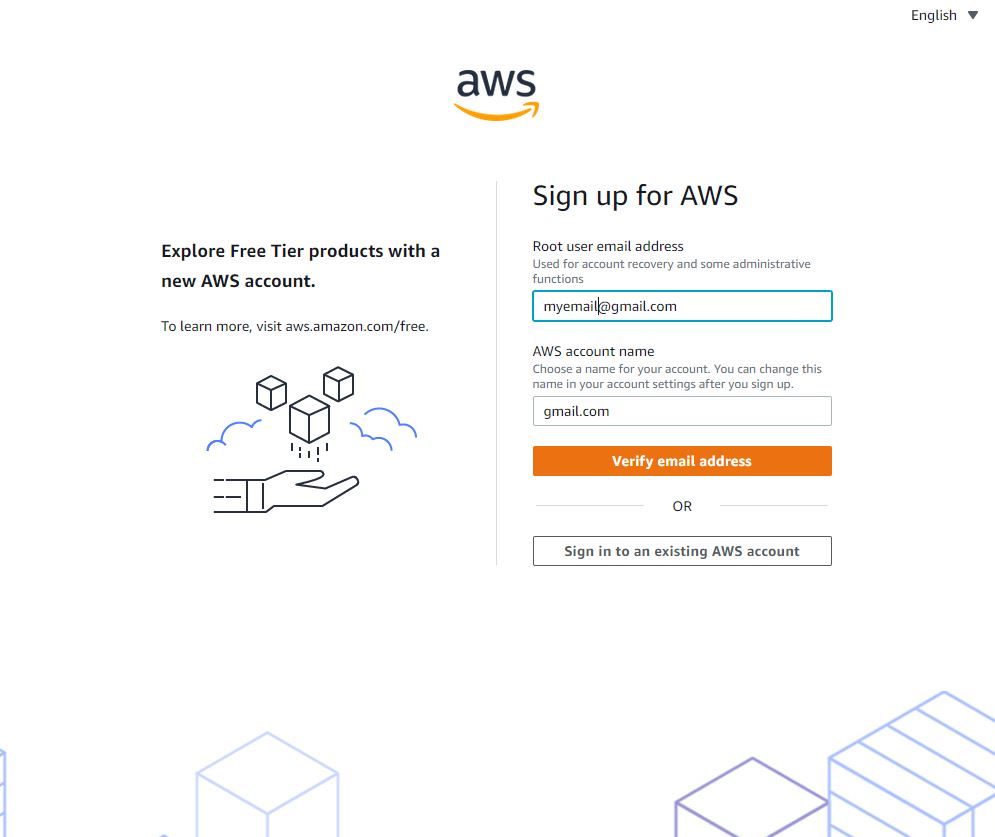 English
aws
Explore Free Tier products with a
new AWS account.
To learn more, visit aws.amazon.com/free.
Sign up for AWS
Root user email address
Used for account recovery and some administrative
functions
myemail@gmail.com
AWS account name
Choose a name for your account. You can change this
name in your account settings after you sign up.
gmail.com
Verify email address
OR
Sign in to an existing AWS account